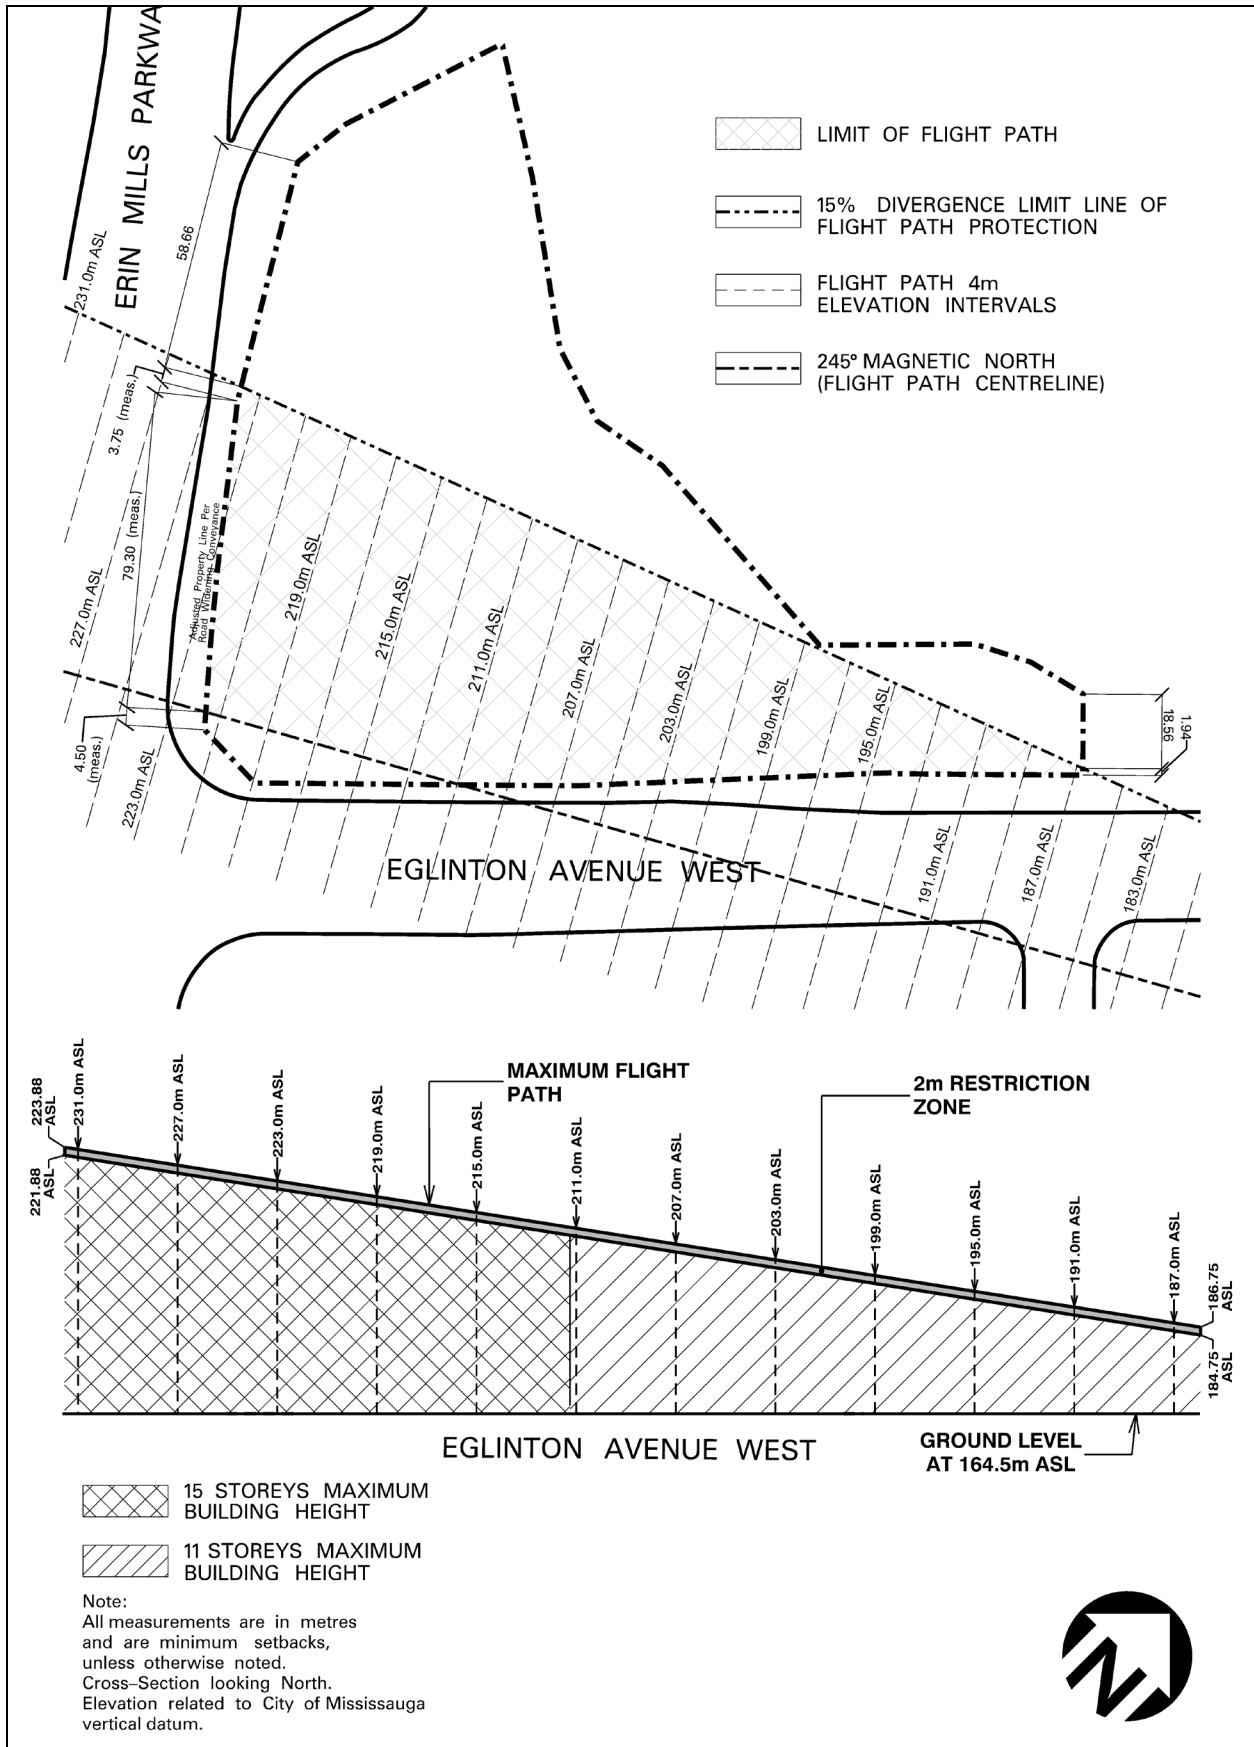 ERIN MILLS PARKWA
LIMIT OF FLIGHT PATH
15% DIVERGENCE LIMIT LINE OF
FLIGHT PATH PROTECTION
FLIGHT PATH 4m
ELEVATION INTERVALS
245° MAGNETIC NORTH
(FLIGHT PATH CENTRELINE)
58.66
231.0m ASL
3.75 (meas.)
79.30 (meas.)
Adjusted Property Line Per
Road Widening Conveyance
227.0m ASL
4.50
(meas.)
223.0m ASL
219.0m ASL
215.0m ASL
211.0m ASL
207.0m ASL
203.0m ASL
199.0m ASL
195.0m ASL
191.0m ASL
187.0m ASL
183.0m ASL
18.56
1.94
EGLINTON AVENUE WEST
223.88
ASL
221.88
ASL
231.0m ASL
227.0m ASL
223.0m ASL
219.0m ASL
215.0m ASL
211.0m ASL
207.0m ASL
203.0m ASL
199.0m ASL
195.0m ASL
191.0m ASL
187.0m ASL
186.75
ASL
184.75
ASL
MAXIMUM FLIGHT
PATH
2m RESTRICTION
ZONE
EGLINTON AVENUE WEST
GROUND LEVEL
AT 164.5m ASL
15 STOREYS MAXIMUM
BUILDING HEIGHT
11 STOREYS MAXIMUM
BUILDING HEIGHT
Note:
All measurements are in metres
and are minimum setbacks,
unless otherwise noted.
Cross–Section looking North.
Elevation related to City of Mississauga
vertical datum.
N